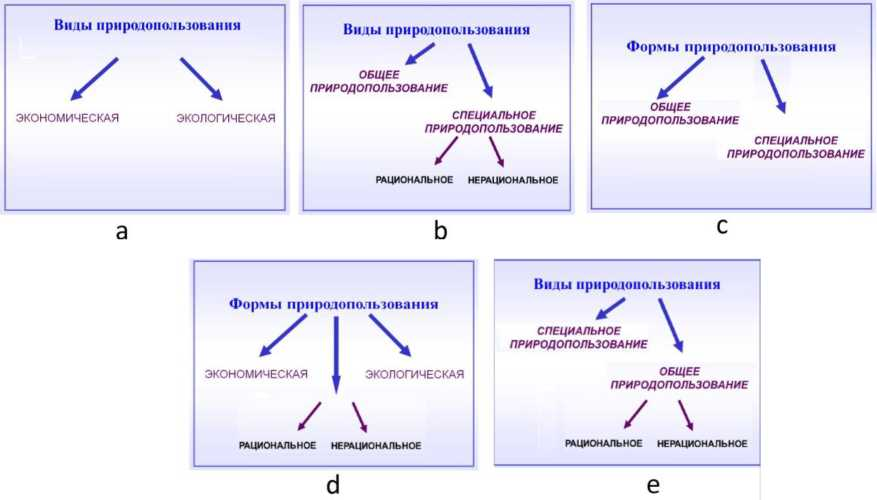 Виды природопользования
ЭКОНОМИЧЕСКАЯ
ЭКОЛОГИЧЕСКАЯ
a
Виды природопользования
ОБЩЕЕ
ПРИРОДОПОЛЬЗОВАНИЕ
СПЕЦИАЛЬНОЕ
ПРИРОДОПОЛЬЗОВАНИЕ
РАЦИОНАЛЬНОЕ
НЕРАЦИОНАЛЬНОЕ
b
Формы природопользования
ОБЩЕЕ
ПРИРОДОПОЛЬЗОВАНИЕ
СПЕЦИАЛЬНОЕ
ПРИРОДОПОЛЬЗОВАНИЕ
c
Формы природопользования
ЭКОНОМИЧЕСКАЯ
ЭКОЛОГИЧЕСКАЯ
РАЦИОНАЛЬНОЕ
НЕРАЦИОНАЛЬНОЕ
d
Виды природопользования
СПЕЦИАЛЬНОЕ
ПРИРОДОПОЛЬЗОВАНИЕ
ОБЩЕЕ
ПРИРОДОПОЛЬЗОВАНИЕ
РАЦИОНАЛЬНОЕ
НЕРАЦИОНАЛЬНОЕ
e